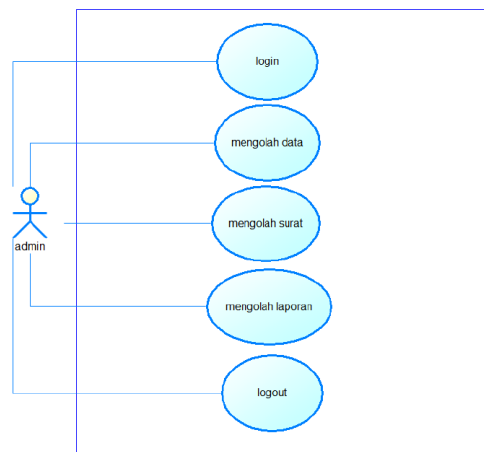 login
mengolah data
mengolah surat
admin
mengolah laporan
logout